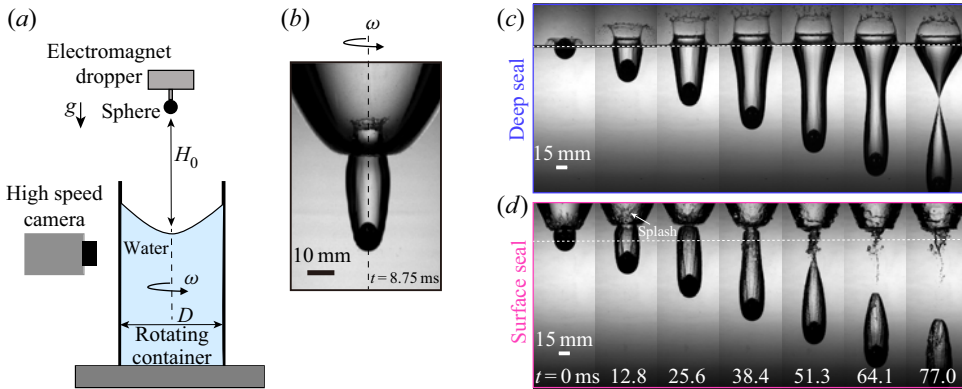 (a)
Electromagnet
dropper
g
Sphere
H0
High speed
camera
Water
ω
D
Rotating
container
(b)
ω
10 mm
t = 8.75 ms
(c)
Deep seal
15 mm
(d)
Surface seal
Splash
15 mm
t = 0 ms 12.8 25.6 38.4 51.3 64.1 77.0